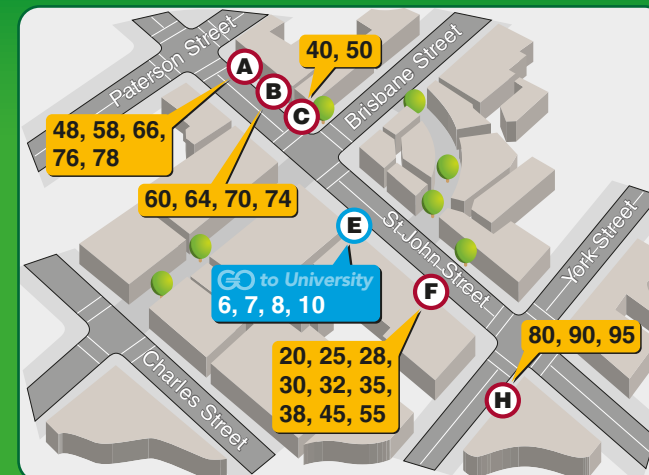 Paterson Street
A
B
C
40, 50
Brisbane Street
48, 58, 66,
76, 78
60, 64, 70, 74
E
St John Street
York Street
GO to University
6, 7, 8, 10
F
20, 25, 28,
30, 32, 35,
38, 45, 55
80, 90, 95
H
Charles Street